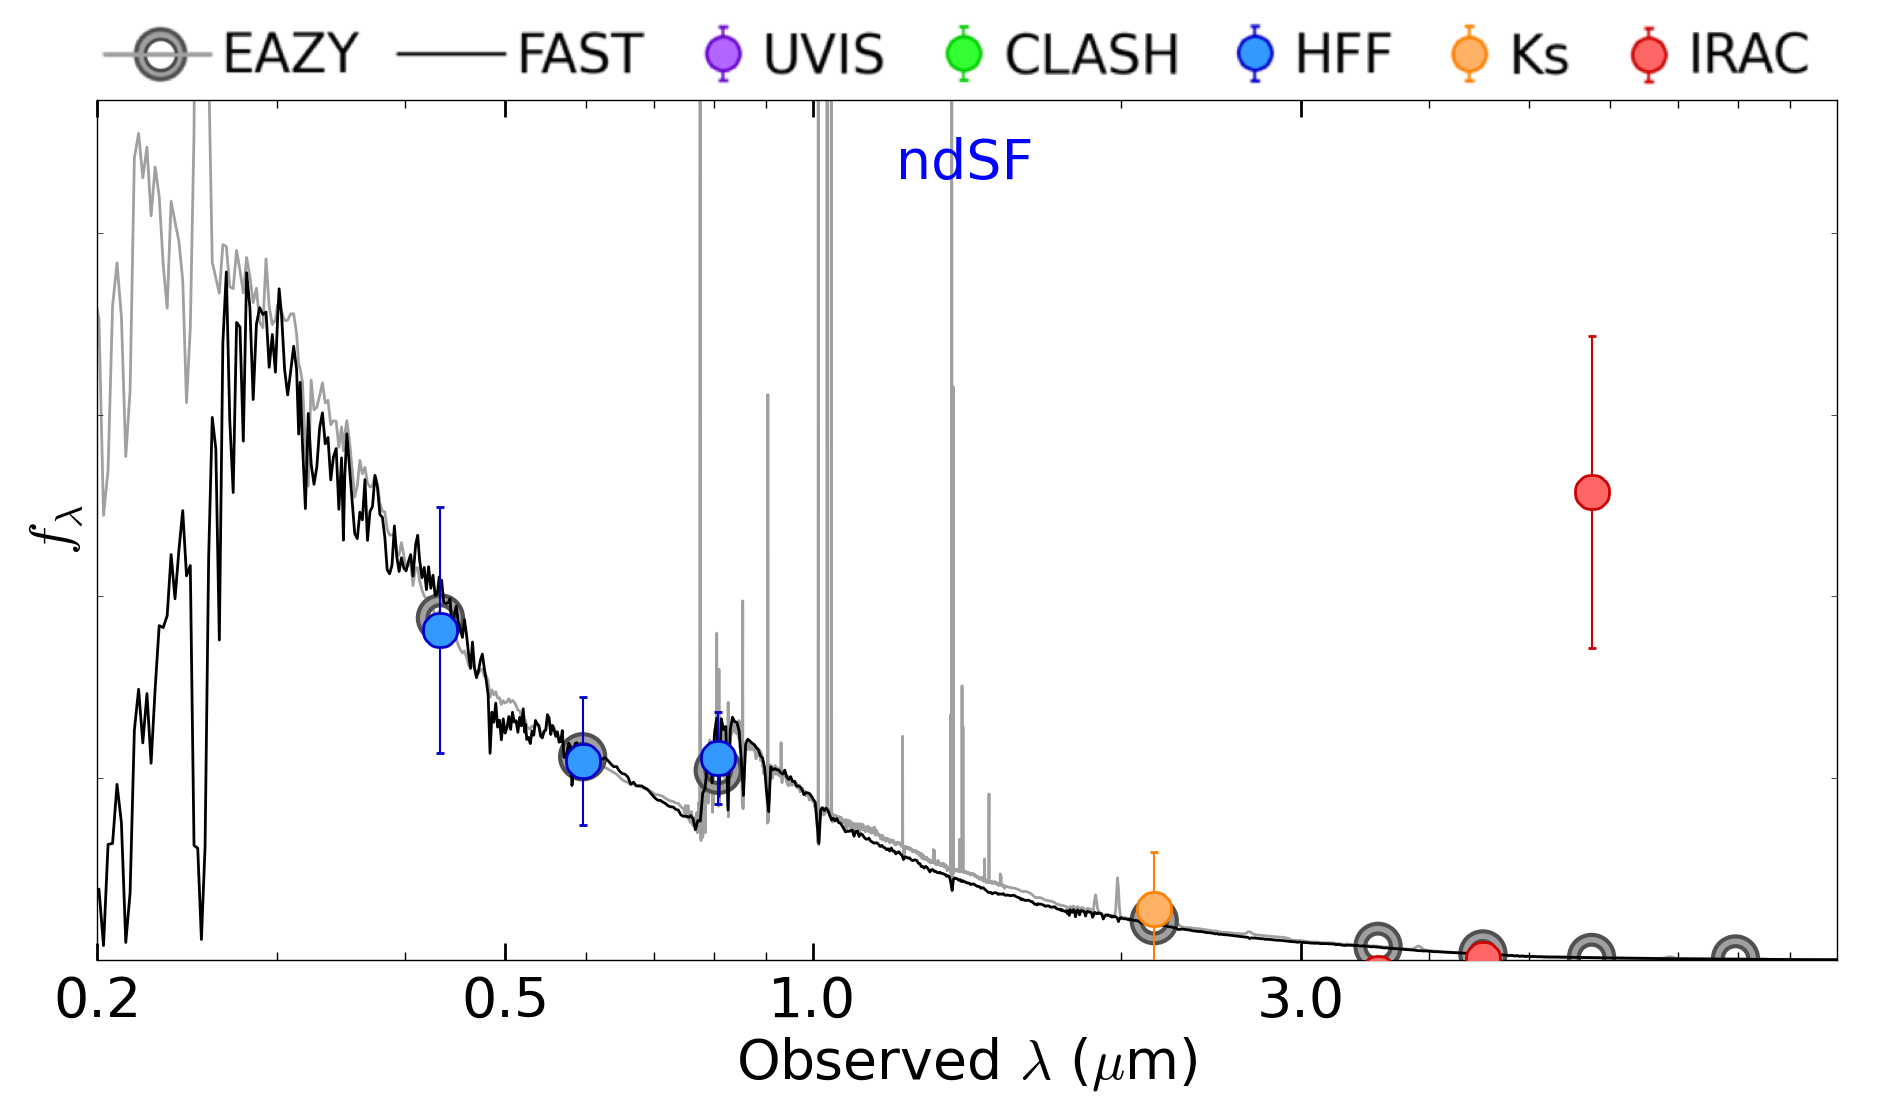 EAZY FAST UVIS CLASH HFF Ks IRAC
ndSF
fλ
0.2 0.5 1.0 3.0
Observed λ (μm)